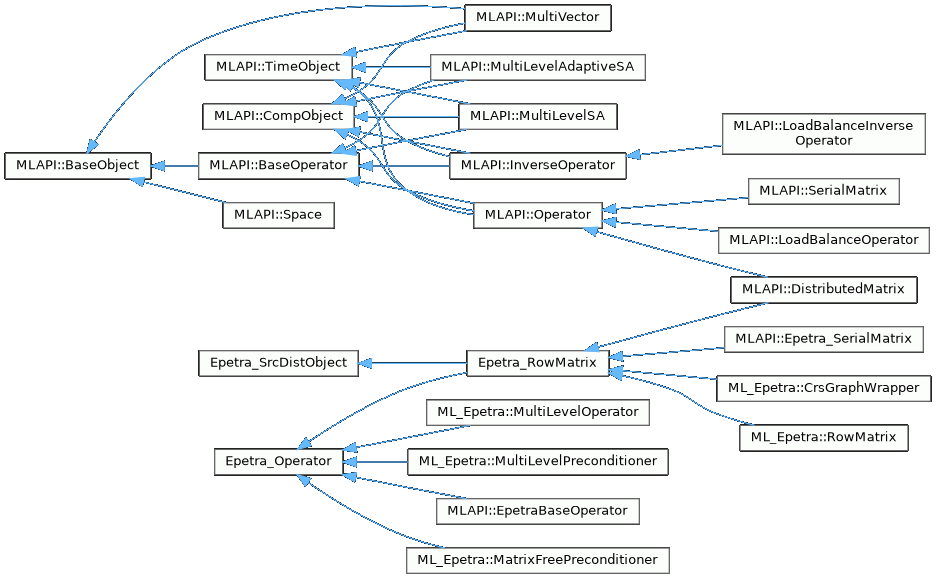 MLAPI::MultiVector
MLAPI::TimeObject
MLAPI::MultiLevelAdaptiveSA
MLAPI::CompObject
MLAPI::MultiLevelSA
MLAPI::LoadBalanceInverse
Operator
MLAPI::BaseObject
MLAPI::BaseOperator
MLAPI::InverseOperator
MLAPI::SerialMatrix
MLAPI::Space
MLAPI::Operator
MLAPI::LoadBalanceOperator
MLAPI::DistributedMatrix
MLAPI::Epetra_SerialMatrix
Epetra_SrcDistObject
Epetra_RowMatrix
ML_Epetra::CrsGraphWrapper
ML_Epetra::MultiLevelOperator
ML_Epetra::RowMatrix
Epetra_Operator
ML_Epetra::MultiLevelPreconditioner
MLAPI::EpetraBaseOperator
ML_Epetra::MatrixFreePreconditioner